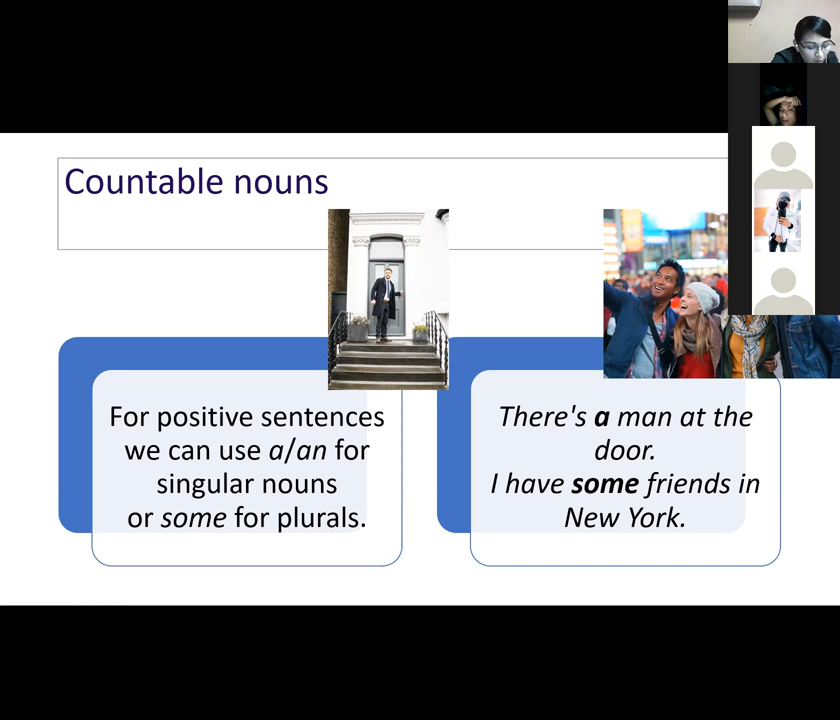 Countable nouns
For positive sentences
we can use a/an for
singular nouns
or some for plurals.
There's a man at the
door.
I have some friends in
New York.